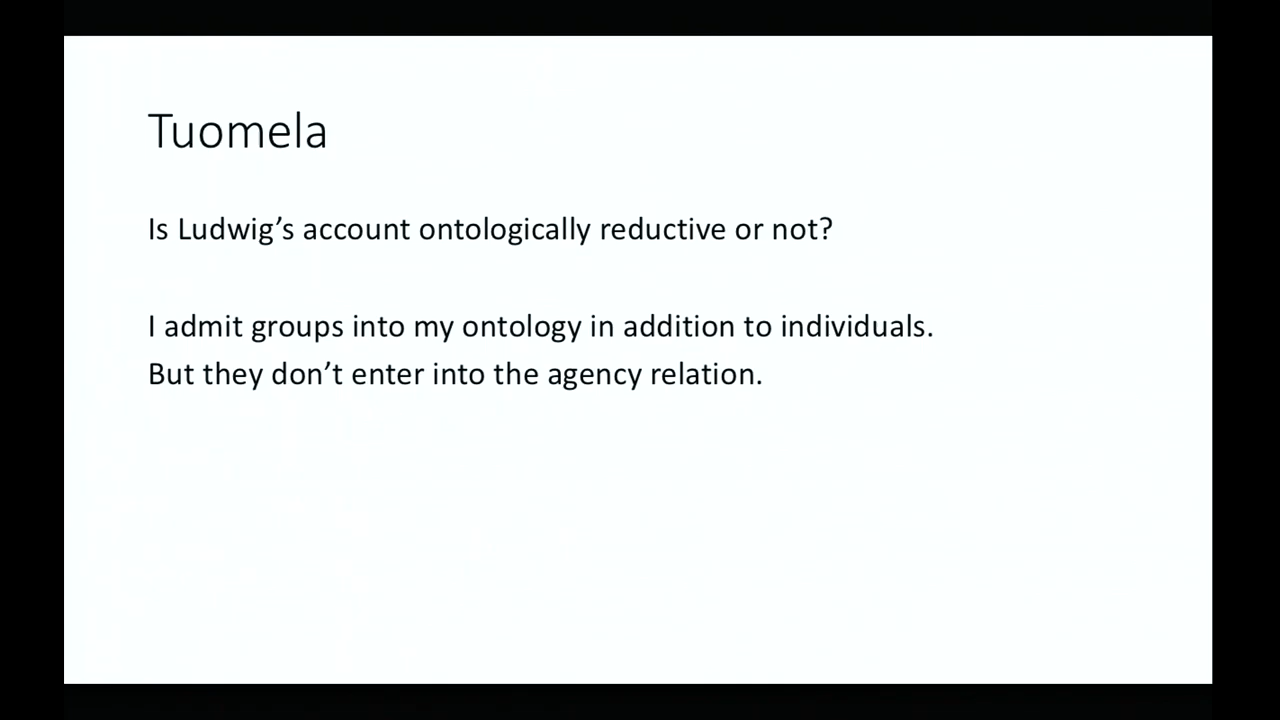 Tuomela
Is Ludwig’s account ontologically reductive or not?
I admit groups into my ontology in addition to individuals.
But they don’t enter into the agency relation.